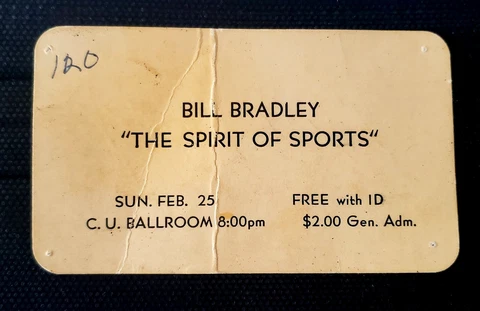 120
BILL BRADLEY
"THE SPIRIT OF SPORTS"
SUN. FEB. 25 FREE with ID
C. U. BALLROOM 8:00pm $2.00 Gen. Adm.